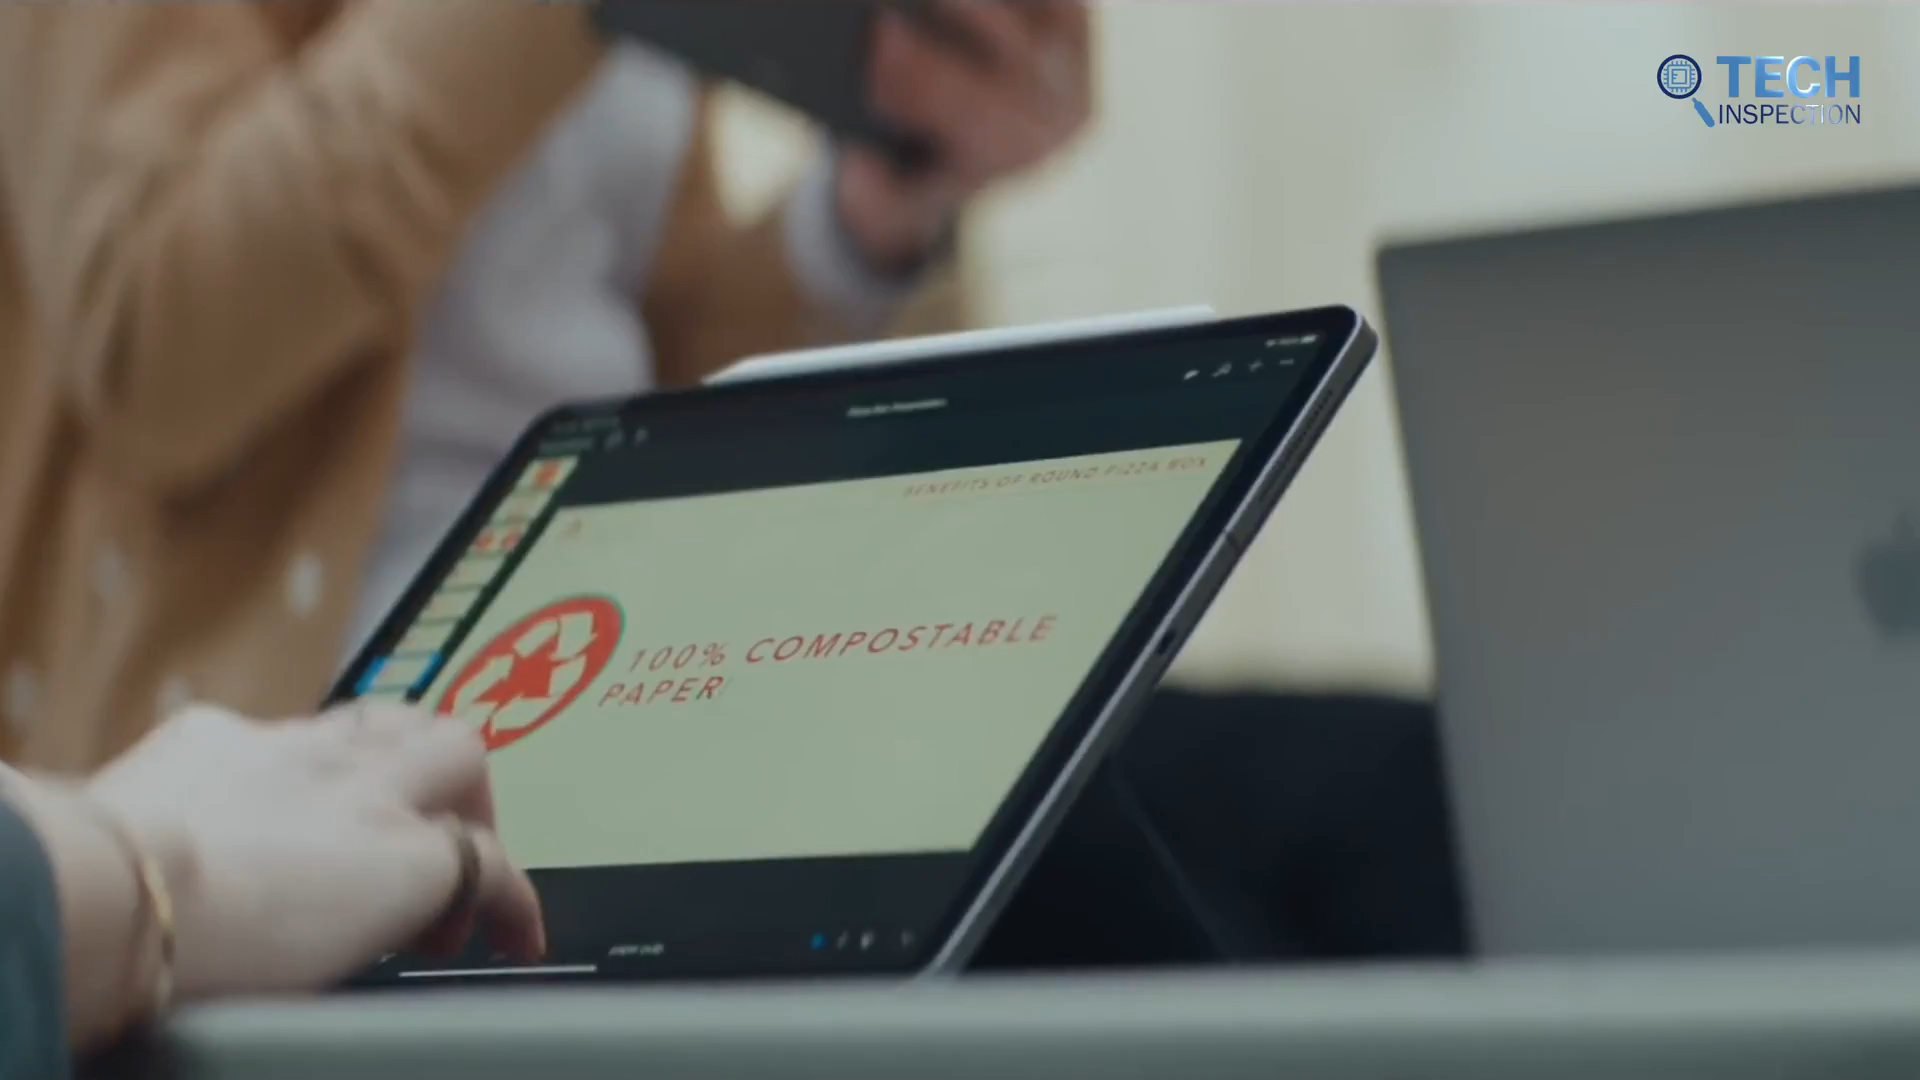 TECH
INSPECTION
BENEFITS OF ROUND PIZZA BOX
100% COMPOSTABLE
PAPER